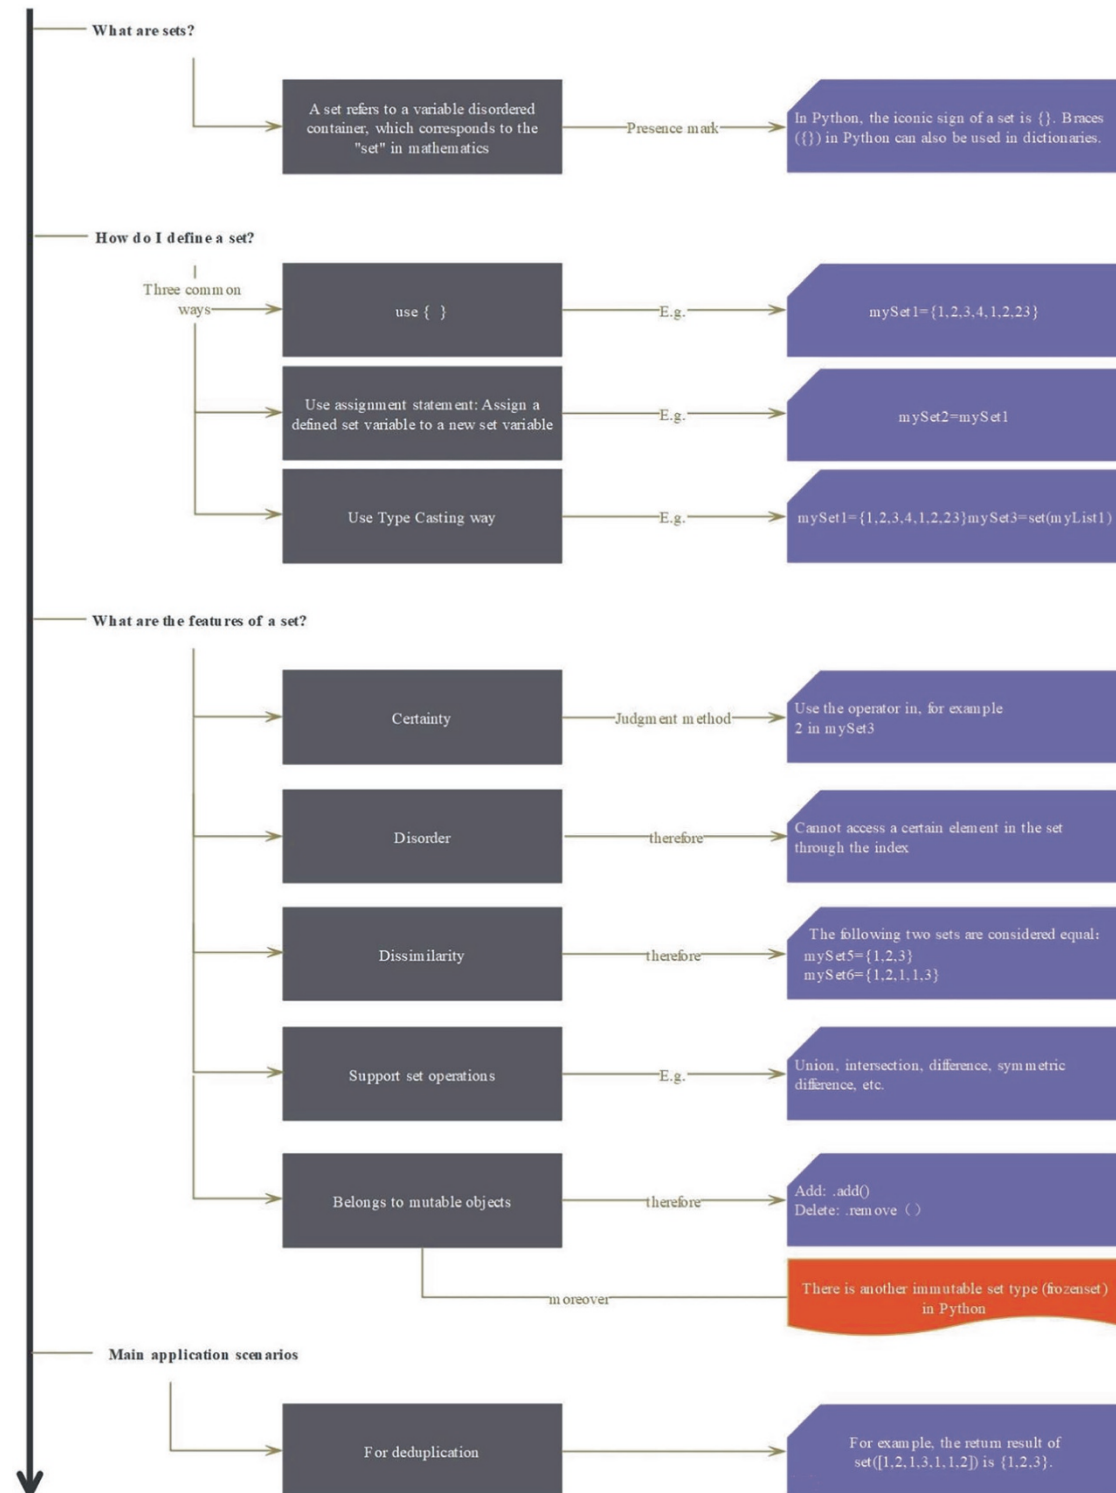 What are sets?
A set refers to a variable disordered
container, which corresponds to the
"set" in mathematics
Presence mark
In Python, the iconic sign of a set is {}. Braces
({}) in Python can also be used in dictionaries.
How do I define a set?
Three common
ways
use { }
E.g.
mySet1={1,2,3,4,1,2,23}
Use assignment statement: Assign a
defined set variable to a new set variable
E.g.
mySet2=mySet1
Use Type Casting way
E.g.
mySet1={1,2,3,4,1,2,23}mySet3=set(myList1)
What are the features of a set?
Certainty
Judgment method
Use the operator in, for example
2 in mySet3
Disorder
therefore
Cannot access a certain element in the set
through the index
Dissimilarity
therefore
The following two sets are considered equal:
mySet5={1,2,3}
mySet6={1,2,1,1,3}
Support set operations
E.g.
Union, intersection, difference, symmetric
difference, etc.
Belongs to mutable objects
therefore
Add: .add()
Delete: .remove（）
moreover
There is another immutable set type (frozenset)
in Python
Main application scenarios
For deduplication
For example, the return result of
set([1,2,1,3,1,1,2]) is {1,2,3}.